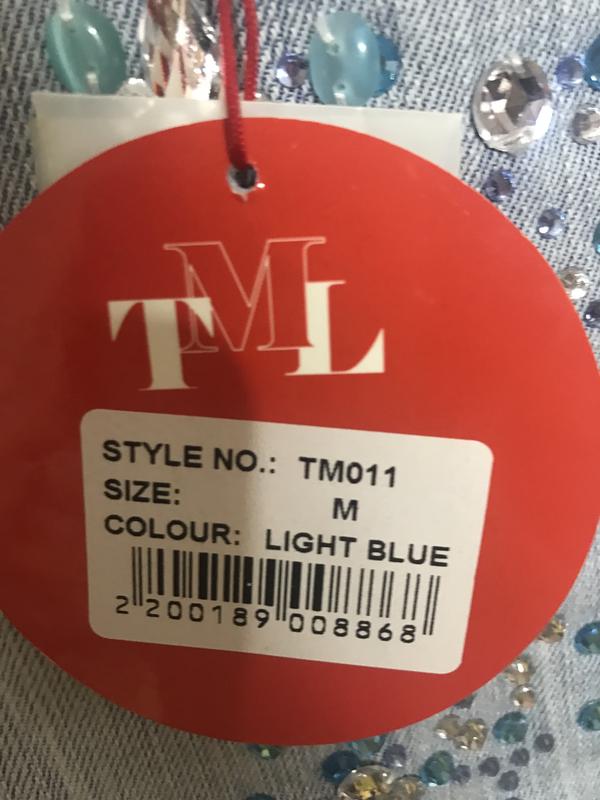 TML
STYLE NO.: TM011
SIZE: M
COLOUR: LIGHT BLUE
2 200189 008868